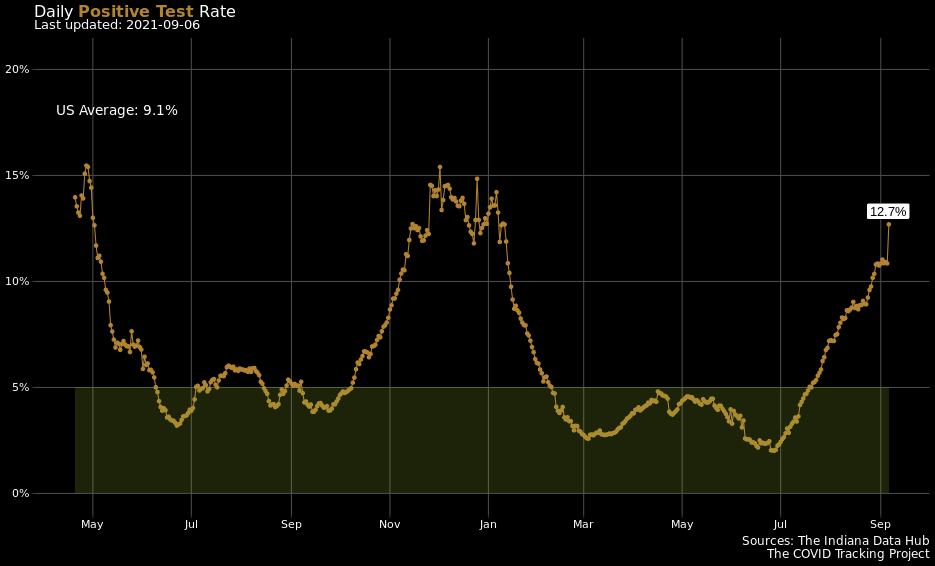 Daily Positive Test Rate
Last updated: 2021-09-06
20%
US Average: 9.1%
15%
12.7%
10%
5%
0%
May Jul Sep Nov Jan Mar May Jul Sep
Sources: The Indiana Data Hub
The COVID Tracking Project